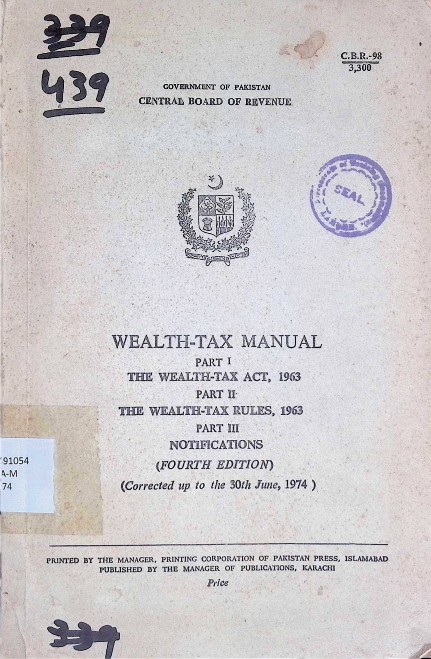 339
439
C.B.R.-98
3,300
GOVERNMENT OF PAKISTAN
CENTRAL BOARD OF REVENUE
SEAL
WEALTH-TAX MANUAL
PART I
THE WEALTH-TAX ACT, 1963
PART II
THE WEALTH-TAX RULES, 1963
PART III
NOTIFICATIONS
(FOURTH EDITION)
(Corrected up to the 30th June, 1974 )
91054
A-M
74
PRINTED BY THE MANAGER, PRINTING CORPORATION OF PAKISTAN PRESS, ISLAMABAD
PUBLISHED BY THE MANAGER OF PUBLICATIONS, KARACHI
Price
339